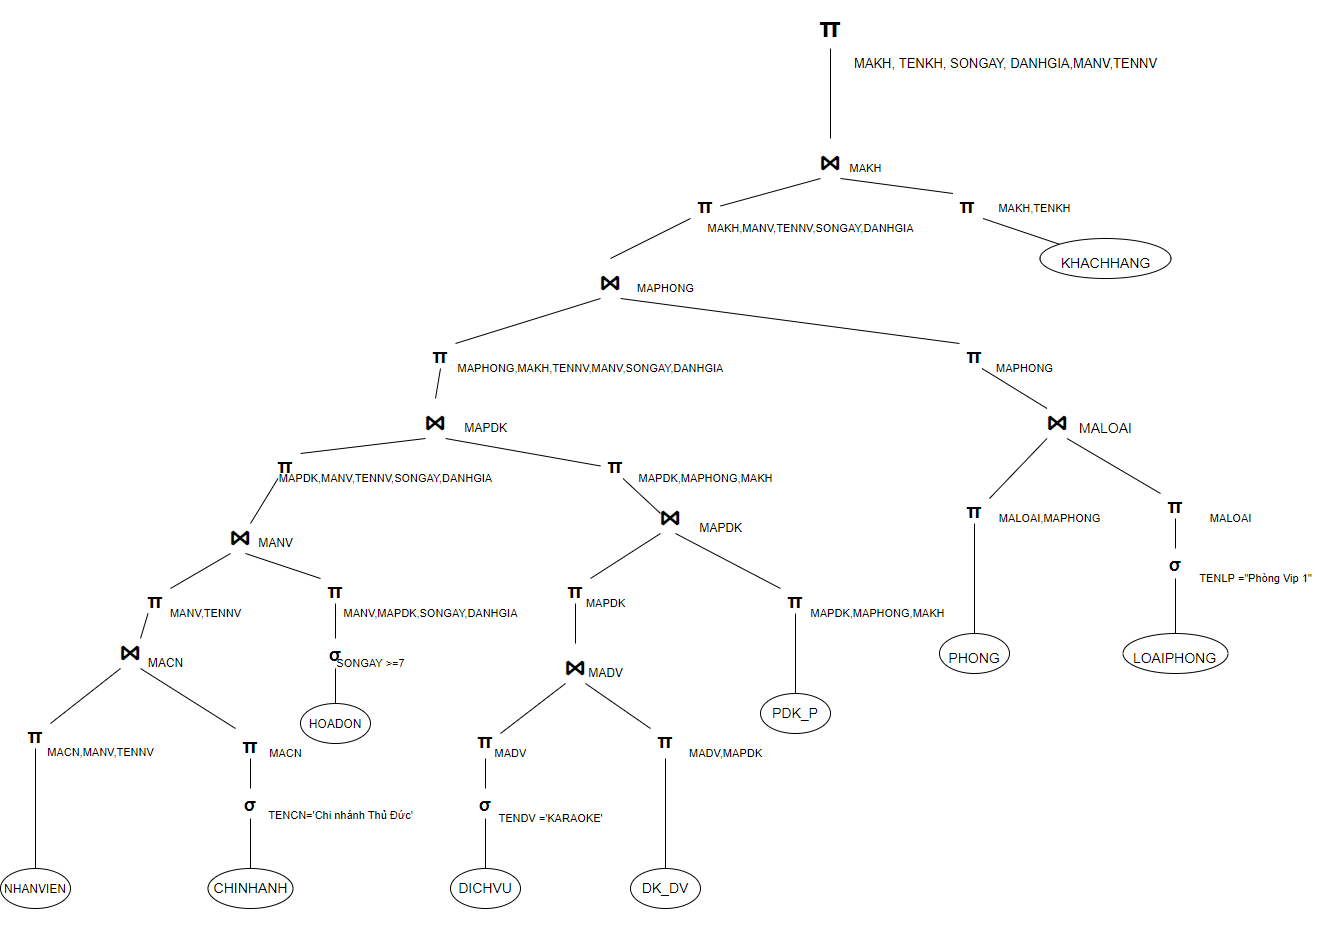 π
MAKH, TENKH, SONGAY, DANHGIA,MANV,TENNV
⋈ MAKH
π
MAKH,MANV,TENNV,SONGAY,DANHGIA
π MAKH,TENKH
KHACHHANG
⋈ MAPHONG
π
MAPHONG,MAKH,TENNV,MANV,SONGAY,DANHGIA
π
MAPHONG
⋈ MAPDK
⋈ MALOAI
π
MAPDK,MANV,TENNV,SONGAY,DANHGIA
π
MAPDK,MAPHONG,MAKH
π MALOAI,MAPHONG
π MALOAI
⋈ MANV
⋈ MAPDK
σ
TENLP ="Phòng Vip 1"
π
MANV,TENNV
π
MANV,MAPDK,SONGAY,DANHGIA
π
MAPDK
π
MAPDK,MAPHONG,MAKH
⋈ MACN
σ
SONGAY >=7
⋈ MADV
PHONG
LOAIPHONG
HOADON
PDK_P
π
MACN,MANV,TENNV
π MACN
π
MADV
π
MADV,MAPDK
σ
TENCN='Chi nhánh Thủ Đức'
σ
TENDV ='KARAOKE'
NHANVIEN
CHINHANH
DICHVU
DK_DV